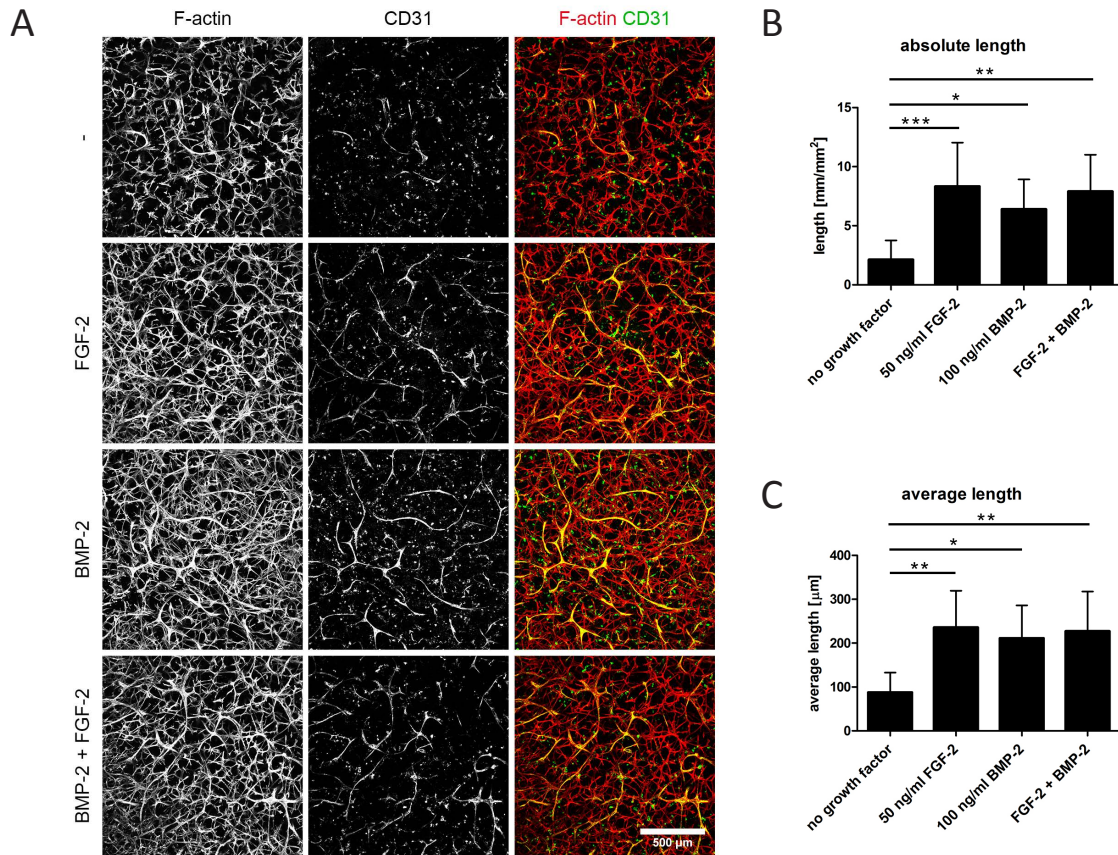 A
F-actin
CD31
F-actin CD31
-
FGF-2
BMP-2
BMP-2 + FGF-2
500 µm
B
absolute length
**
*
***
length [mm/mm²]
15
10
5
0
no growth factor
50 ng/ml FGF-2
100 ng/ml BMP-2
FGF-2 + BMP-2
C
average length
**
*
**
average length [µm]
400
300
200
100
0
no growth factor
50 ng/ml FGF-2
100 ng/ml BMP-2
FGF-2 + BMP-2